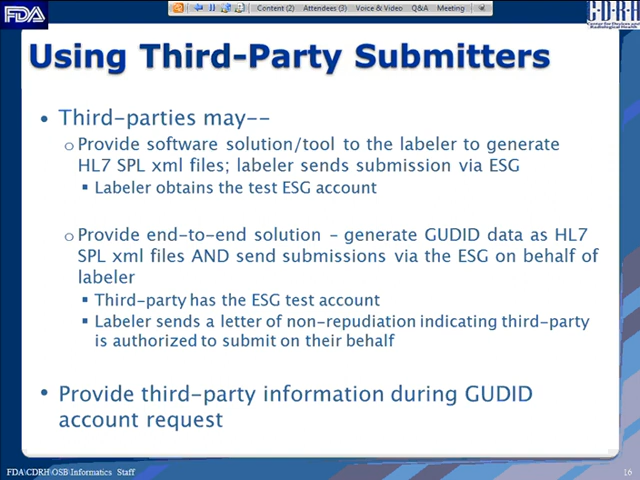 Content (2) Attendees (3) Voice & Video Q&A Meeting
FDA
CDRH
Center for Devices and
Radiological Health
Using Third-Party Submitters
• Third-parties may--
o Provide software solution/tool to the labeler to generate
HL7 SPL xml files; labeler sends submission via ESG
▪ Labeler obtains the test ESG account
o Provide end-to-end solution – generate GUDID data as HL7
SPL xml files AND send submissions via the ESG on behalf of
labeler
▪ Third-party has the ESG test account
▪ Labeler sends a letter of non-repudiation indicating third-party
is authorized to submit on their behalf
• Provide third-party information during GUDID
account request
FDA\CDRH\OSB\Informatics Staff
16